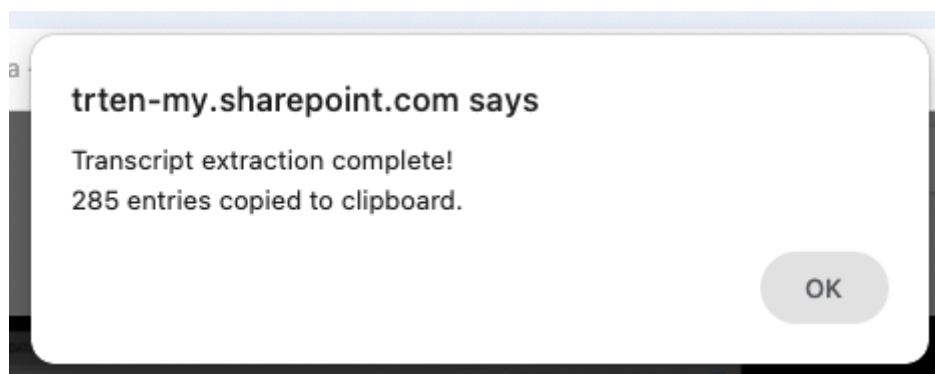 a -
trten-my.sharepoint.com says
Transcript extraction complete!
285 entries copied to clipboard.
OK